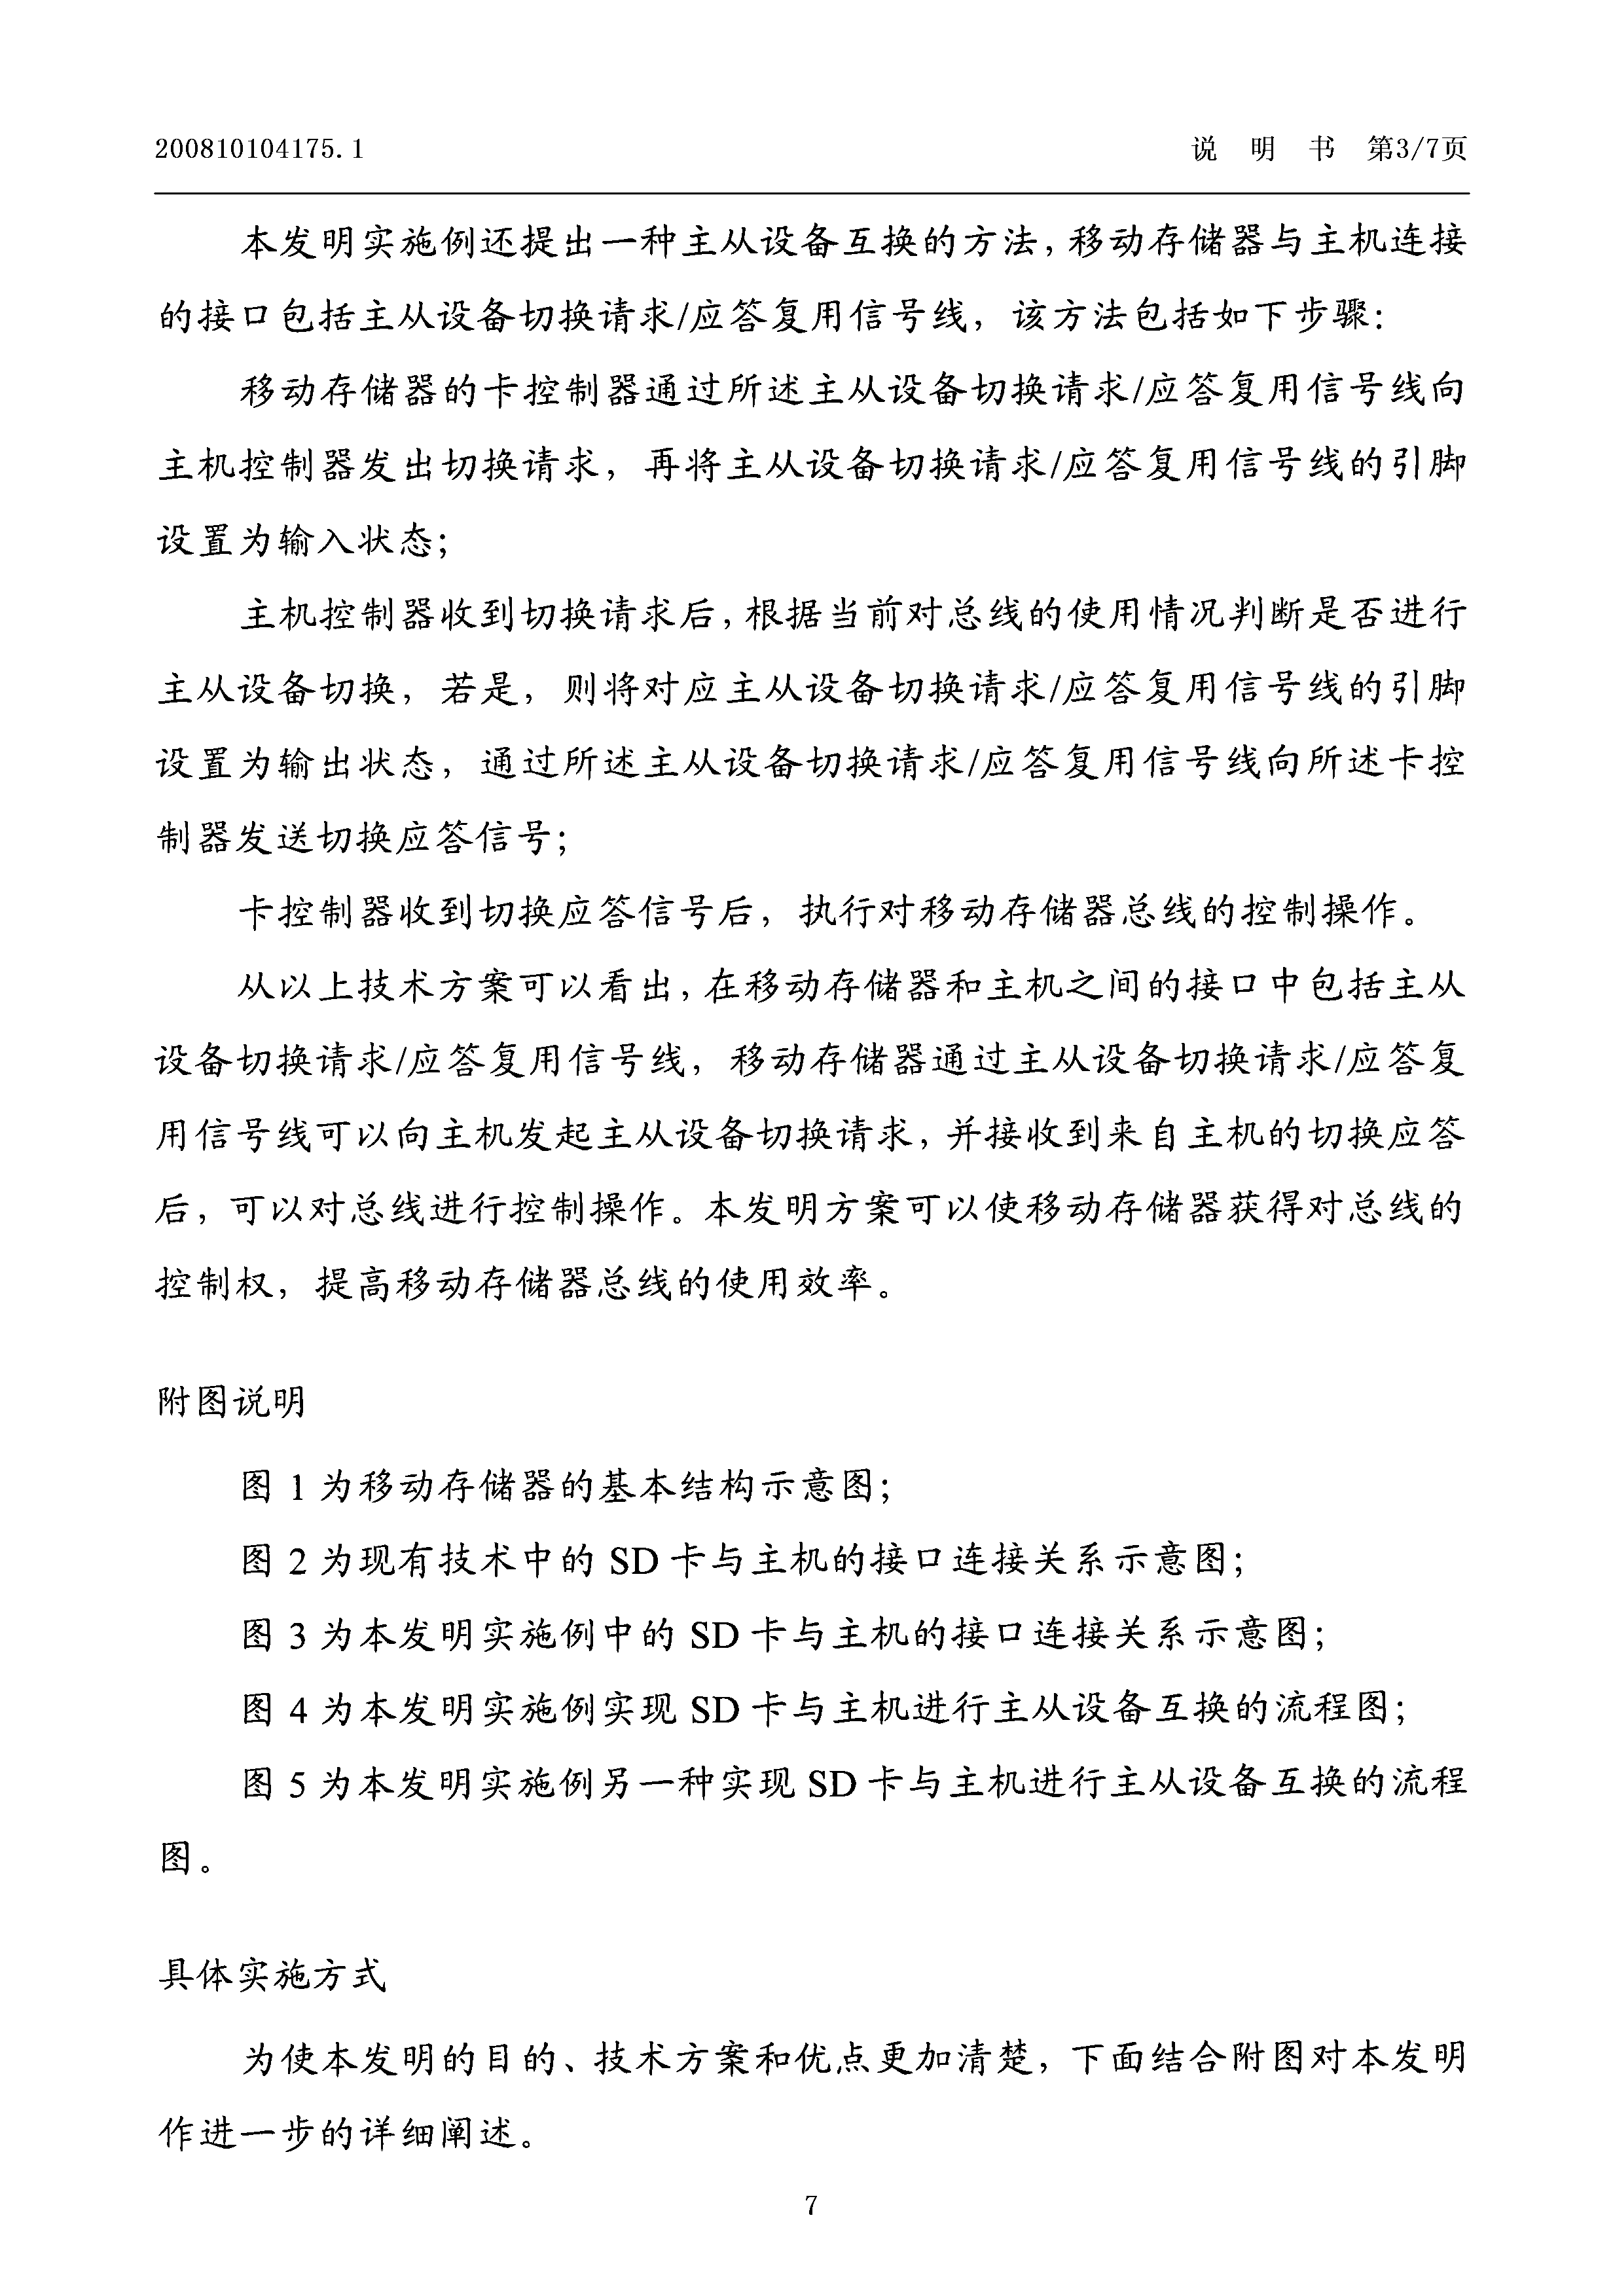 200810104175.1
说 明 书 第3/7页
本发明实施例还提出一种主从设备互换的方法，移动存储器与主机连接
的接口包括主从设备切换请求/应答复用信号线，该方法包括如下步骤：
移动存储器的卡控制器通过所述主从设备切换请求/应答复用信号线向
主机控制器发出切换请求，再将主从设备切换请求/应答复用信号线的引脚
设置为输入状态；
主机控制器收到切换请求后，根据当前对总线的使用情况判断是否进行
主从设备切换，若是，则将对应主从设备切换请求/应答复用信号线的引脚
设置为输出状态，通过所述主从设备切换请求/应答复用信号线向所述卡控
制器发送切换应答信号；
卡控制器收到切换应答信号后，执行对移动存储器总线的控制操作。
从以上技术方案可以看出，在移动存储器和主机之间的接口中包括主从
设备切换请求/应答复用信号线，移动存储器通过主从设备切换请求/应答复
用信号线可以向主机发起主从设备切换请求，并接收到来自主机的切换应答
后，可以对总线进行控制操作。本发明方案可以使移动存储器获得对总线的
控制权，提高移动存储器总线的使用效率。
附图说明
图 1 为移动存储器的基本结构示意图；
图 2 为现有技术中的 SD 卡与主机的接口连接关系示意图；
图 3 为本发明实施例中的 SD 卡与主机的接口连接关系示意图；
图 4 为本发明实施例实现 SD 卡与主机进行主从设备互换的流程图；
图 5 为本发明实施例另一种实现 SD 卡与主机进行主从设备互换的流程
图。
具体实施方式
为使本发明的目的、技术方案和优点更加清楚，下面结合附图对本发明
作进一步的详细阐述。
7